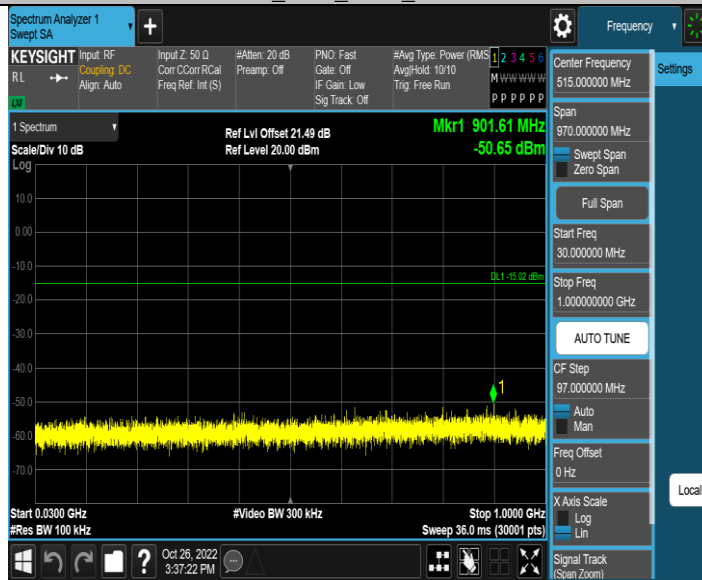 Spectrum Analyzer 1
Swept SA
+
Frequency
KEYSIGHT
RL
LXI
Input: RF
Coupling: DC
Align: Auto
Input Z: 50 Ω
Corr CCorr RCal
Freq Ref: Int (S)
#Atten: 20 dB
Preamp: Off
PNO: Fast
Gate: Off
IF Gain: Low
Sig Track: Off
#Avg Type: Power (RMS
Avg|Hold: 10/10
Trig: Free Run
1 2 3 4 5 6
M W W W W W
P P P P P P
1 Spectrum
Scale/Div 10 dB
Log
Ref Lvl Offset 21.49 dB
Ref Level 20.00 dBm
Mkr1 901.61 MHz
-50.65 dBm
10.0
0.00
-10.0
DL1 -15.02 dBm
-20.0
-30.0
-40.0
-50.0
1
-60.0
-70.0
Start 0.0300 GHz
#Res BW 100 kHz
#Video BW 300 kHz
Stop 1.0000 GHz
Sweep 36.0 ms (30001 pts)
?
Oct 26, 2022
3:37:22 PM
Center Frequency
515.000000 MHz
Span
970.000000 MHz
Swept Span
Zero Span
Full Span
Start Freq
30.000000 MHz
Stop Freq
1.000000000 GHz
AUTO TUNE
CF Step
97.000000 MHz
Auto
Man
Freq Offset
0 Hz
X Axis Scale
Log
Lin
Signal Track
(Span Zoom)
Settings
Local